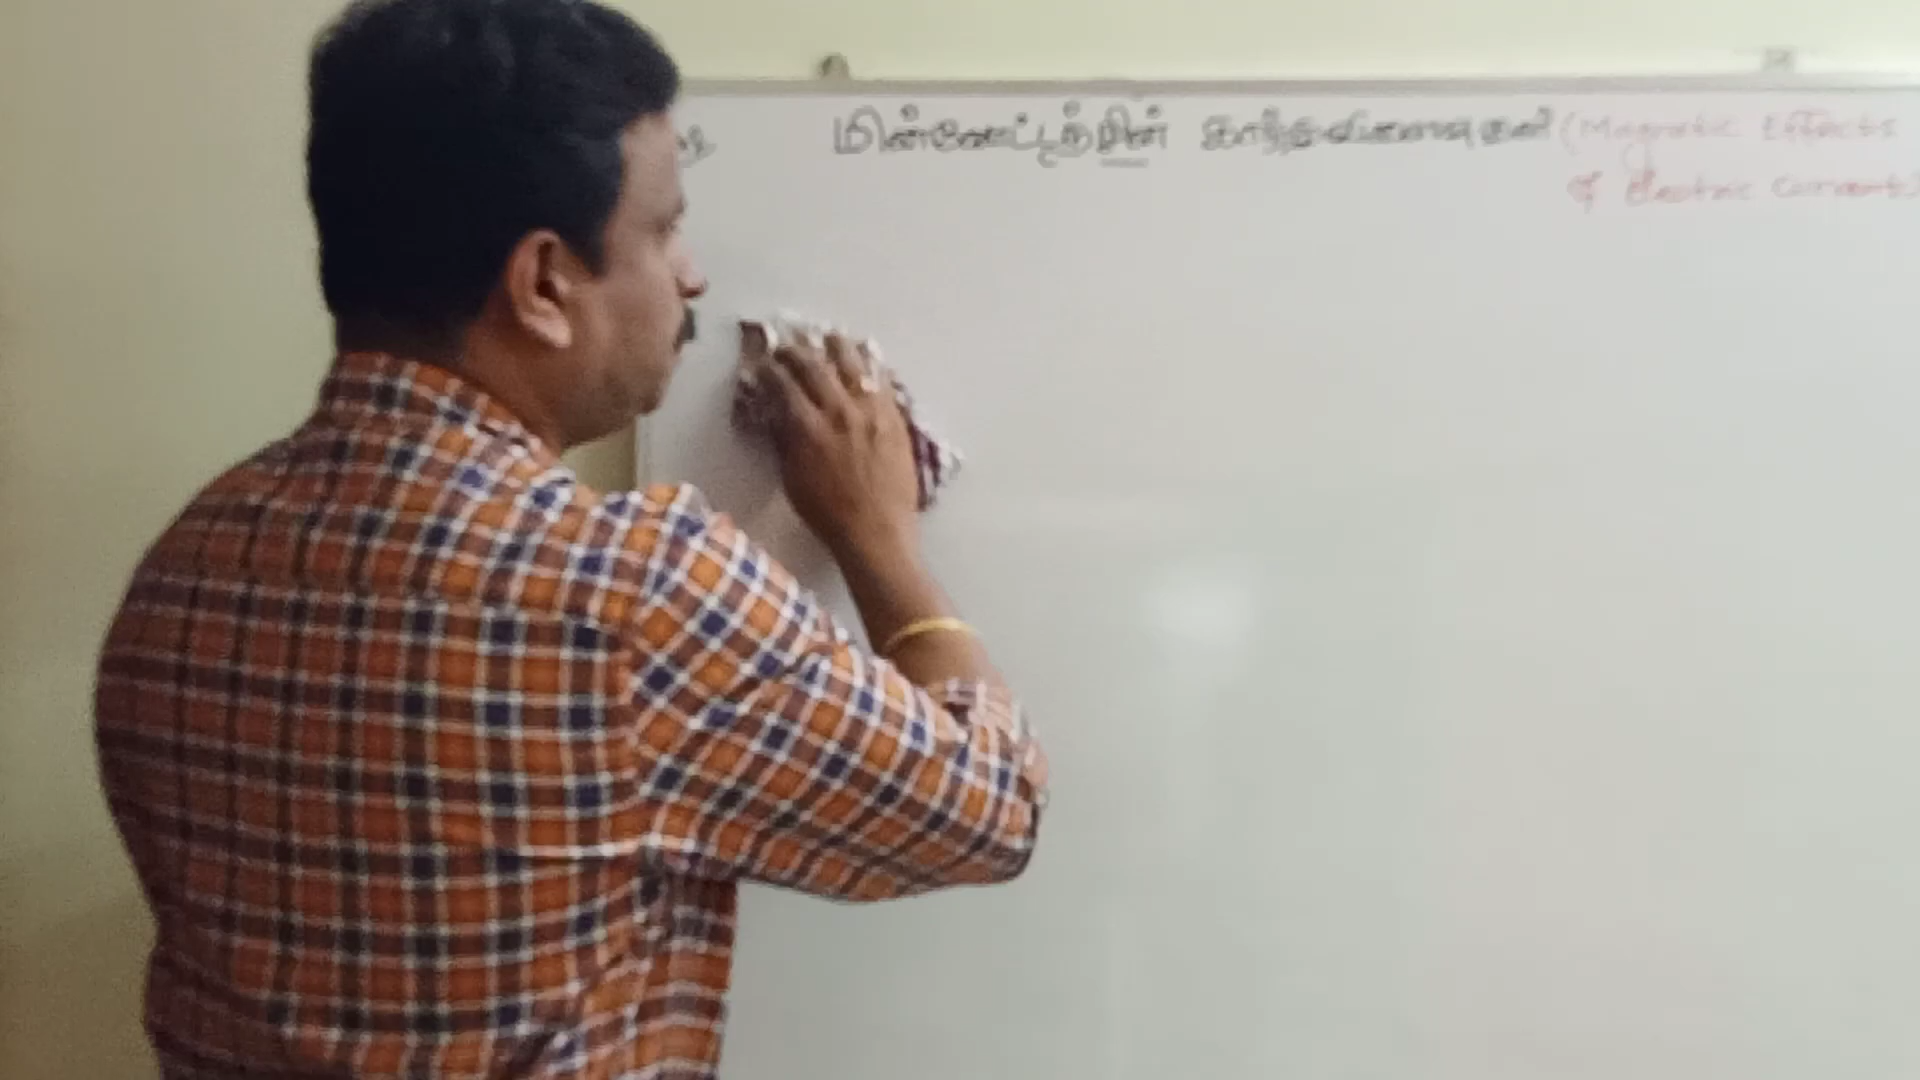 மின்னோட்டத்தின் காந்தவிளைவுகள் (Magnetic Effects
of Electric Current)